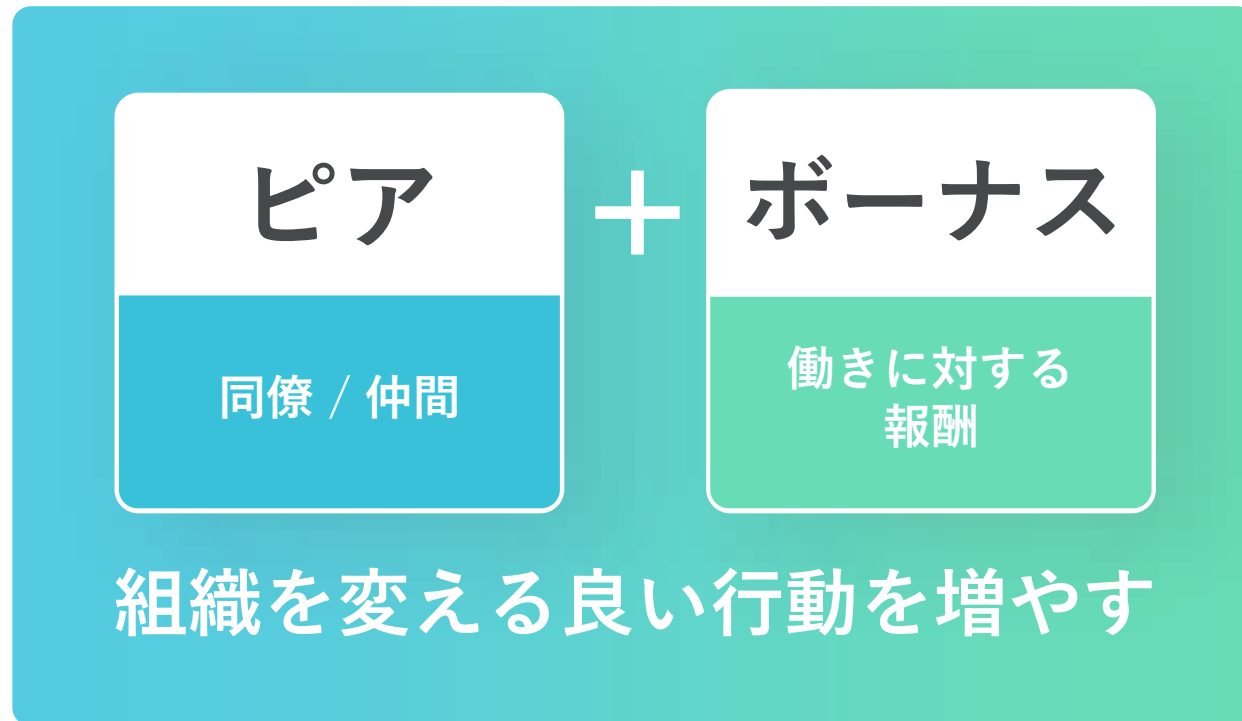 ピア
+
ボーナス
同僚 / 仲間
働きに対する
報酬
組織を変える良い行動を増やす